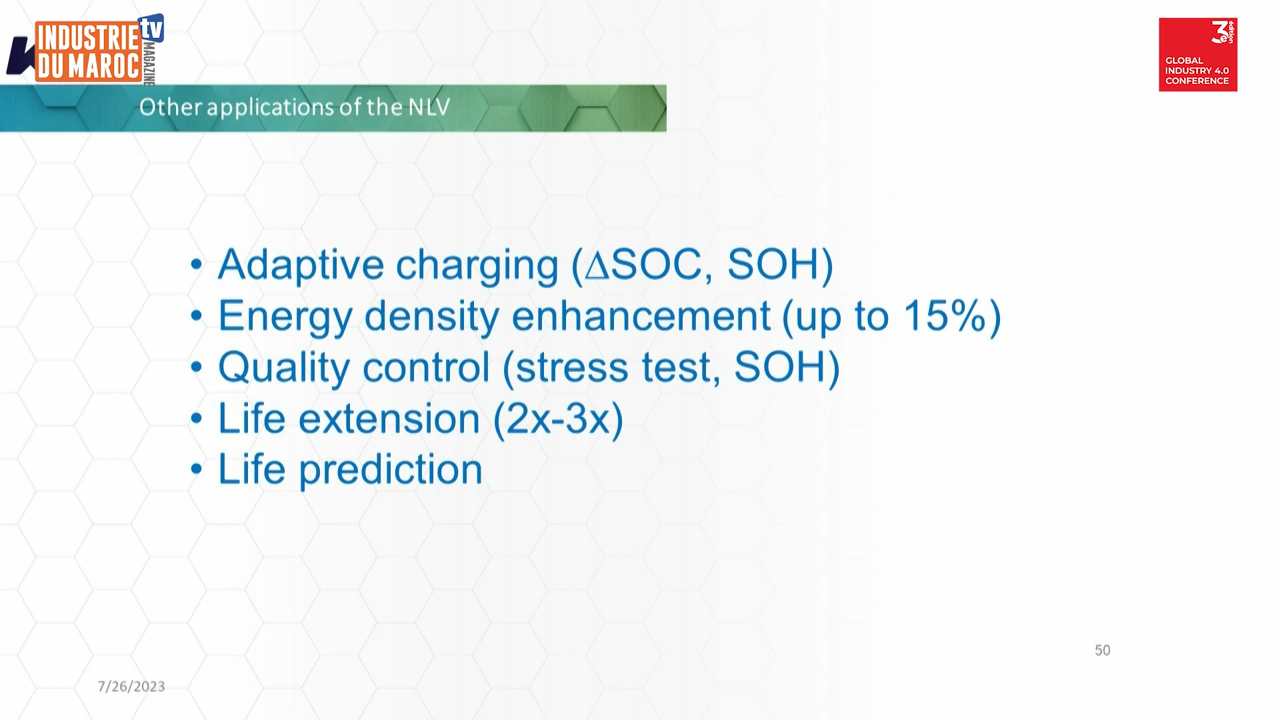 INDUSTRIE
DU MAROC
tv
MAGAZINE
3e
édition
GLOBAL
INDUSTRY 4.0
CONFERENCE
Other applications of the NLV
• Adaptive charging (∆SOC, SOH)
• Energy density enhancement (up to 15%)
• Quality control (stress test, SOH)
• Life extension (2x-3x)
• Life prediction
50
7/26/2023